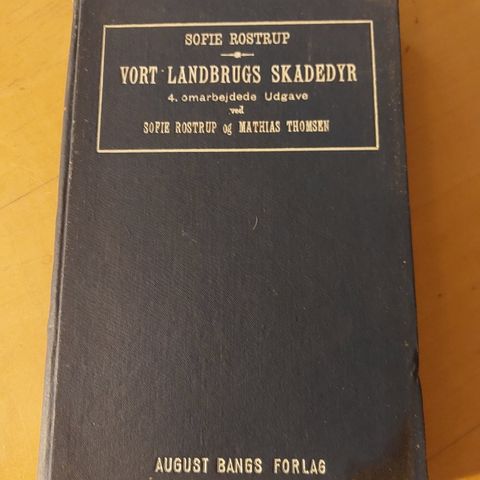 SOFIE ROSTRUP
VORT LANDBRUGS SKADEDYR
4. omarbejdede Udgave
ved
SOFIE ROSTRUP og MATHIAS THOMSEN
AUGUST BANGS FORLAG